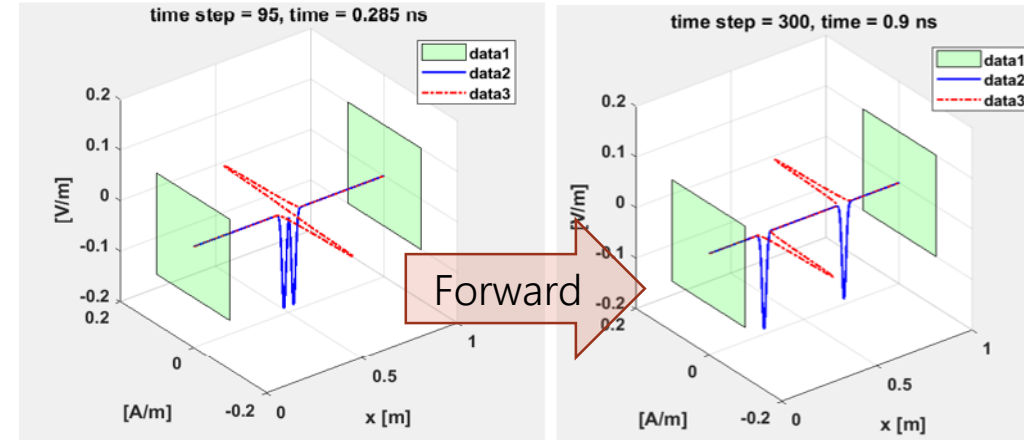 time step = 95, time = 0.285 ns
data1
data2
data3
0.2
0.1
0
-0.1
-0.2
[V/m]
0.2
0
-0.2
[A/m]
0
0.5
1
x [m]
Forward
time step = 300, time = 0.9 ns
data1
data2
data3
0.2
0.1
0
-0.1
-0.2
[V/m]
0.2
0
-0.2
[A/m]
0
0.5
1
x [m]